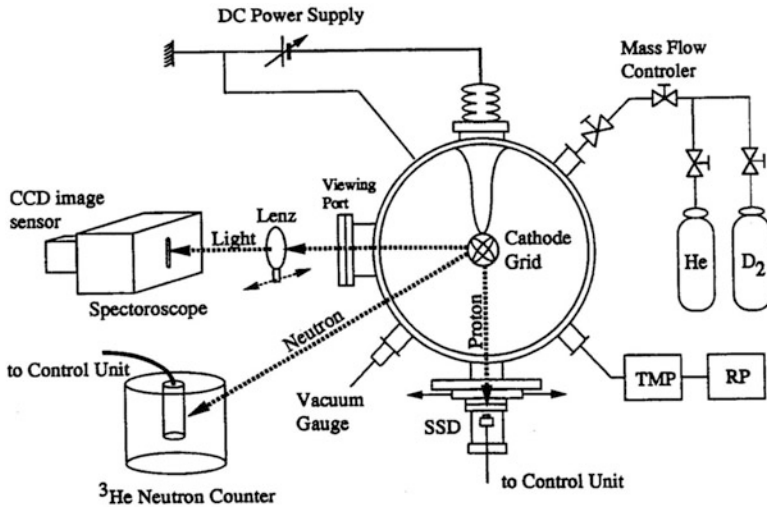 DC Power Supply
Mass Flow
Controler
CCD image
sensor
Viewing
Port
Lenz
Light
Cathode
Grid
He
D2
Spectoroscope
Neutron
Proton
to Control Unit
Vacuum
Gauge
TMP
RP
SSD
to Control Unit
3He Neutron Counter